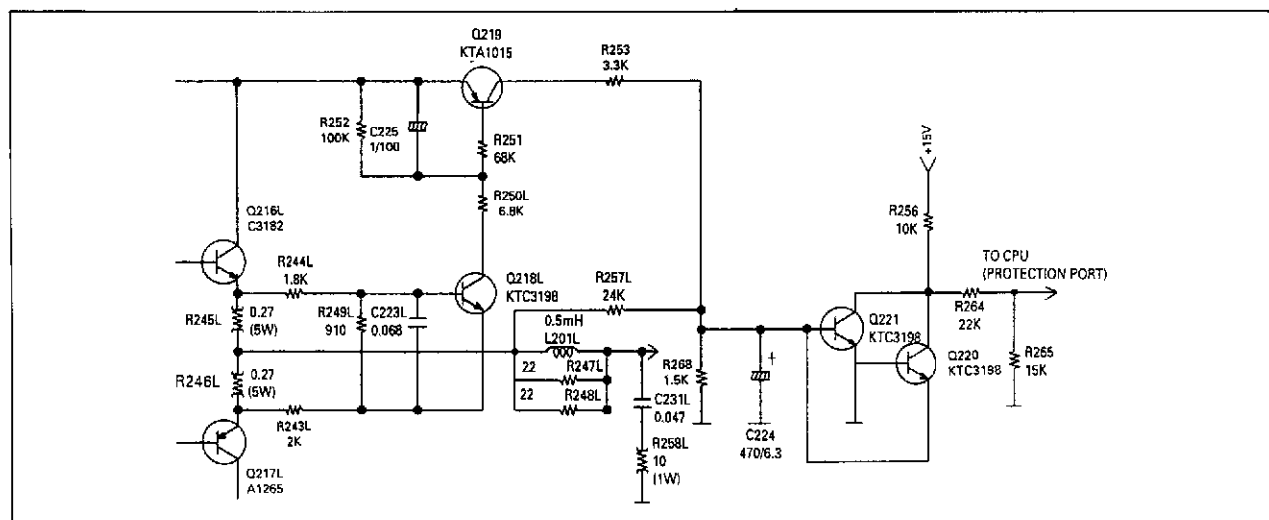 Q219
KTA1015
R253
3.3K
R252
100K
C225
1/100
R251
68K
R250L
6.8K
+15V
R256
10K
Q216L
C3182
R244L
1.8K
Q218L
KTC3198
R257L
24K
TO CPU
(PROTECTION PORT)
R264
22K
R245L
0.27
(5W)
R249L
910
C223L
0.068
0.5mH
L201L
Q221
KTC3198
Q220
KTC3198
R265
15K
R246L
0.27
(5W)
22
R247L
22
R248L
R268
1.5K
+
C224
470/6.3
C231L
0.047
R258L
10
(1W)
R243L
2K
Q217L
A1265